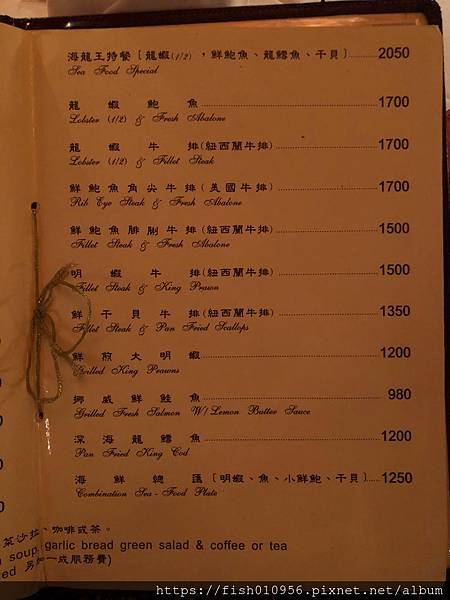 海龍王特餐〔龍蝦(1/2)，鮮鮑魚、龍鱈魚、干貝〕 2050
Sea Food Special
龍蝦鮑魚 1700
Lobster (1/2) & Fresh Abalone
龍蝦牛排(紐西蘭牛排) 1700
Lobster (1/2) & Fillet Steak
鮮鮑魚角尖牛排(美國牛排) 1700
Rib Eye Steak & Fresh Abalone
鮮鮑魚腓剷牛排(紐西蘭牛排) 1500
Fillet Steak & Fresh Abalone
明蝦牛排(紐西蘭牛排) 1500
Fillet Steak & King Prawn
鮮干貝牛排(紐西蘭牛排) 1350
Fillet Steak & Pan Fried Scallops
鮮煎大明蝦 1200
Grilled King Prawns
挪威鮮鮭魚 980
Grilled Fresh Salmon W/Lemon Butter Sauce
深海龍鱈魚 1200
Pan Fried King Cod
海鮮總匯〔明蝦、魚、小鮮鮑、干貝〕 1250
Combination Sea-Food Plate
菜沙拉、咖啡或茶。
soup, garlic bread green salad & coffee or tea
一成服務費)
https://fish010956.pixnet.net/album